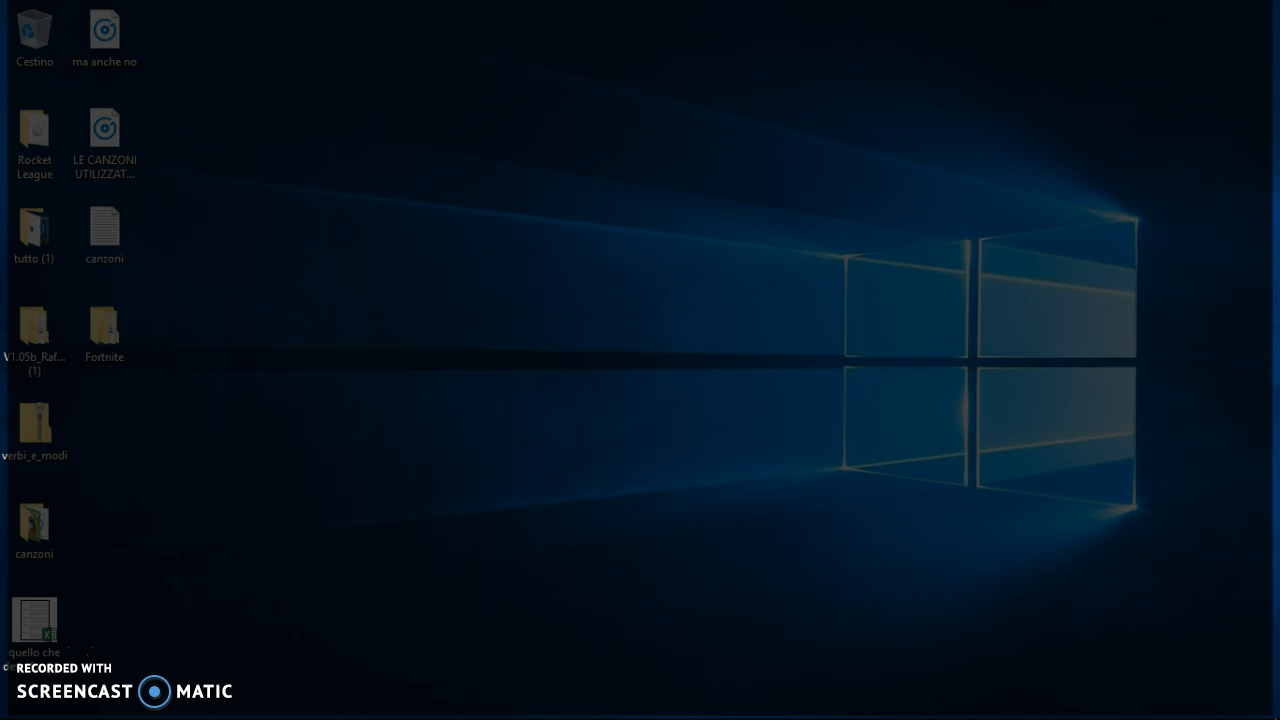 Cestino
ma anche no
Rocket
League
LE CANZONI
UTILIZZAT...
tutto (1)
canzoni
V1.05b_Raf...
(1)
Fortnite
verbi_e_modi
canzoni
quello che
RECORDED WITH
SCREENCAST MATIC